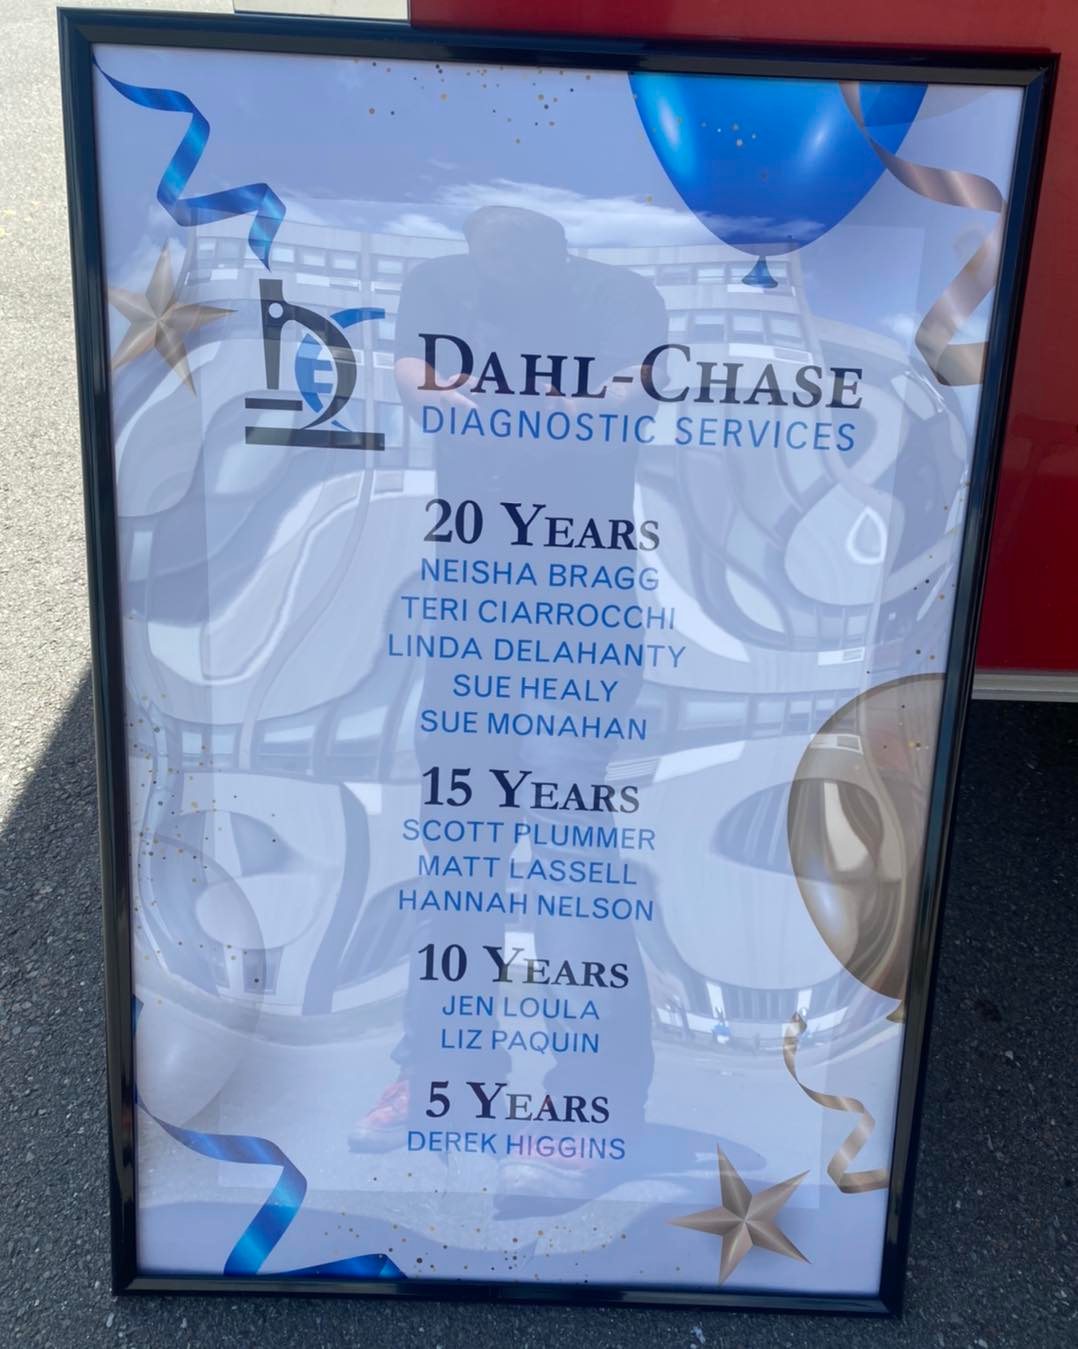 DAHL-CHASE
DIAGNOSTIC SERVICES
20 YEARS
NEISHA BRAGG
TERI CIARROCCHI
LINDA DELAHANTY
SUE HEALY
SUE MONAHAN
15 YEARS
SCOTT PLUMMER
MATT LASSELL
HANNAH NELSON
10 YEARS
JEN LOULA
LIZ PAQUIN
5 YEARS
DEREK HIGGINS